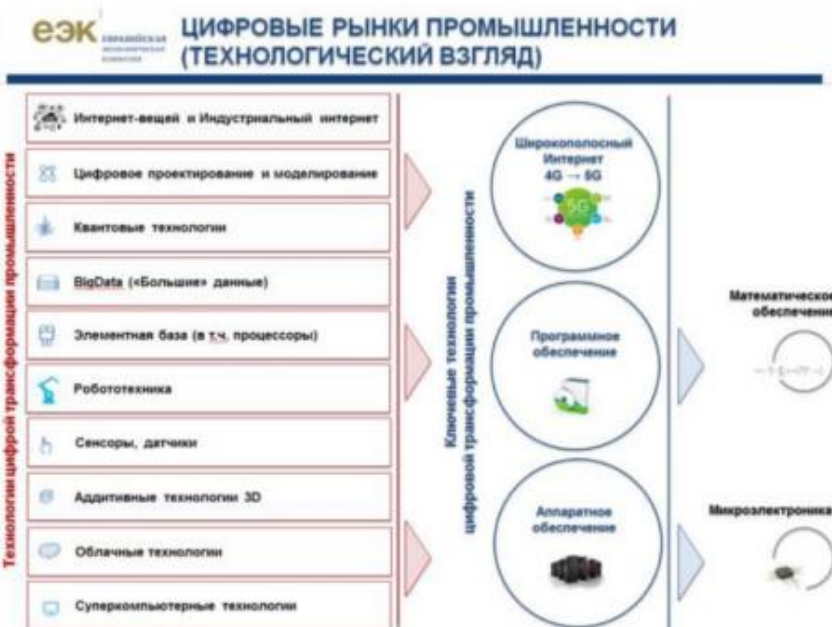 ЕЭК
ЕВРАЗИЙСКАЯ
ЭКОНОМИЧЕСКАЯ
КОМИССИЯ
ЦИФРОВЫЕ РЫНКИ ПРОМЫШЛЕННОСТИ
(ТЕХНОЛОГИЧЕСКИЙ ВЗГЛЯД)
Технологии цифрой трансформации промышленности
Интернет-вещей и Индустриальный интернет
Цифровое проектирование и моделирование
Квантовые технологии
BigData («Большие» данные)
Элементная база (в т.ч. процессоры)
Робототехника
Сенсоры, датчики
Аддитивные технологии 3D
Облачные технологии
Суперкомпьютерные технологии
Ключевые технологии
цифровой трансформации промышленности
Широкополосный
Интернет
4G → 5G
5G
Программное
обеспечение
Аппаратное
обеспечение
Математическое
обеспечение
Микроэлектроника